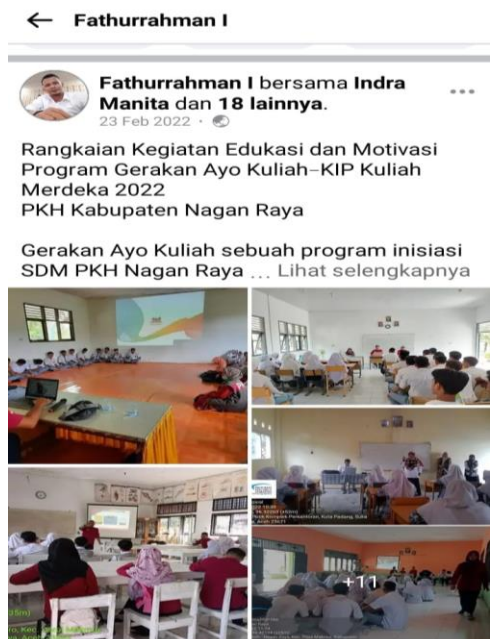 Fathurrahman I
Fathurrahman I bersama Indra
Manita dan 18 lainnya.
23 Feb 2022
Rangkaian Kegiatan Edukasi dan Motivasi
Program Gerakan Ayo Kuliah–KIP Kuliah
Merdeka 2022
PKH Kabupaten Nagan Raya
Gerakan Ayo Kuliah sebuah program inisiasi
SDM PKH Nagan Raya ... Lihat selengkapnya
+11